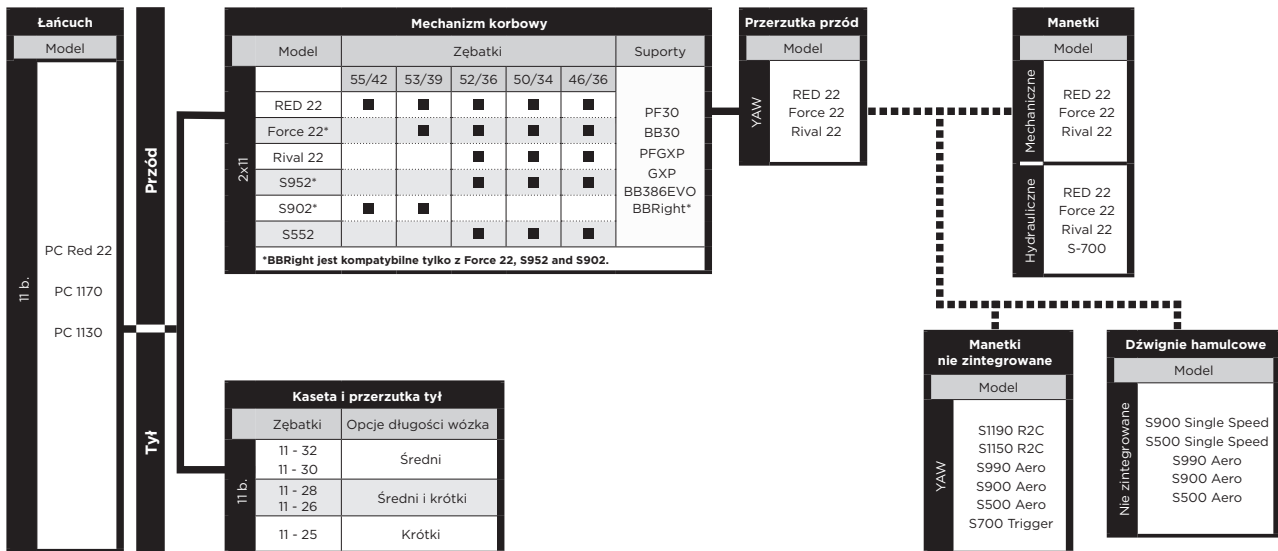 Łańcuch
Model
11 b.
PC Red 22
PC 1170
PC 1130
Przód
Tył
Mechanizm korbowy
Model Zębatki Suporty
55/42 53/39 52/36 50/34 46/36
2x11
RED 22 ■ ■ ■ ■ ■
Force 22* ■ ■ ■ ■
Rival 22 ■ ■ ■
S952* ■ ■ ■
S902* ■ ■
S552 ■ ■ ■
PF30
BB30
PFGXP
GXP
BB386EVO
BBRight*
*BBRight jest kompatybilne tylko z Force 22, S952 and S902.
Kaseta i przerzutka tył
Zębatki Opcje długości wózka
11 b.
11 - 32
11 - 30
Średni
11 - 28
11 - 26
Średni i krótki
11 - 25 Krótki
Przerzutka przód
Model
YAW
RED 22
Force 22
Rival 22
Manetki
Model
Mechaniczne
RED 22
Force 22
Rival 22
Hydrauliczne
RED 22
Force 22
Rival 22
S-700
Manetki
nie zintegrowane
Model
YAW
S1190 R2C
S1150 R2C
S990 Aero
S900 Aero
S500 Aero
S700 Trigger
Dźwignie hamulcowe
Model
Nie zintegrowane
S900 Single Speed
S500 Single Speed
S990 Aero
S900 Aero
S500 Aero